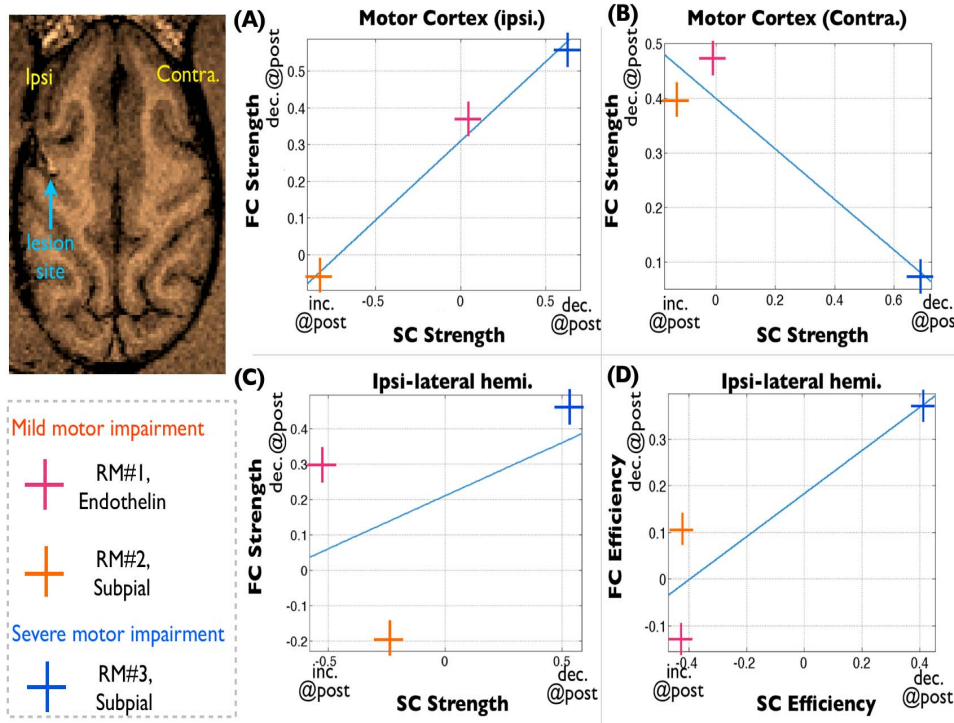 Ipsi
Contra.
lesion
site
Mild motor impairment
RM#1,
Endothelin
RM#2,
Subpial
Severe motor impairment
RM#3,
Subpial
(A)
Motor Cortex (ipsi.)
FC Strength
dec.@post
0.5
0.4
0.3
0.2
0.1
0
-0.5
0
0.5
inc.
@post
dec.
@post
SC Strength
(B)
Motor Cortex (Contra.)
FC Strength
dec.@post
0.5
0.4
0.3
0.2
0.1
0
0.2
0.4
0.6
inc.
@post
dec.
@post
SC Strength
(C)
Ipsi-lateral hemi.
FC Strength
dec.@post
0.4
0.3
0.2
0.1
0
-0.1
-0.2
-0.5
0
0.5
inc.
@post
dec.
@post
SC Strength
(D)
Ipsi-lateral hemi.
FC Efficiency
dec.@post
0.3
0.2
0.1
0
-0.1
-0.4
-0.2
0
0.2
0.4
inc.
@post
dec.
@post
SC Efficiency